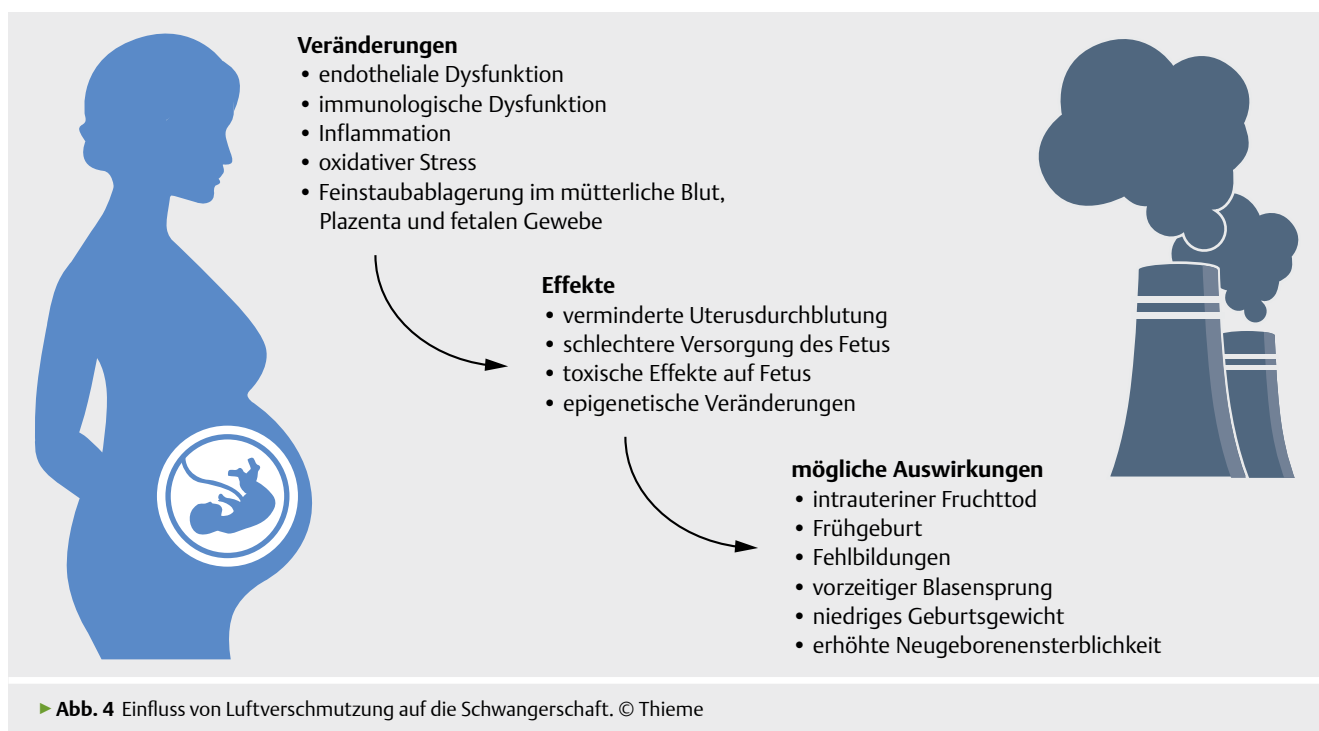 Veränderungen
• endotheliale Dysfunktion
• immunologische Dysfunktion
• Inflammation
• oxidativer Stress
• Feinstaubablagerung im mütterliche Blut,
Plazenta und fetalen Gewebe
Effekte
• verminderte Uterusdurchblutung
• schlechtere Versorgung des Fetus
• toxische Effekte auf Fetus
• epigenetische Veränderungen
mögliche Auswirkungen
• intrauteriner Fruchttod
• Frühgeburt
• Fehlbildungen
• vorzeitiger Blasensprung
• niedriges Geburtsgewicht
• erhöhte Neugeborenensterblichkeit
▶ Abb. 4 Einfluss von Luftverschmutzung auf die Schwangerschaft. © Thieme